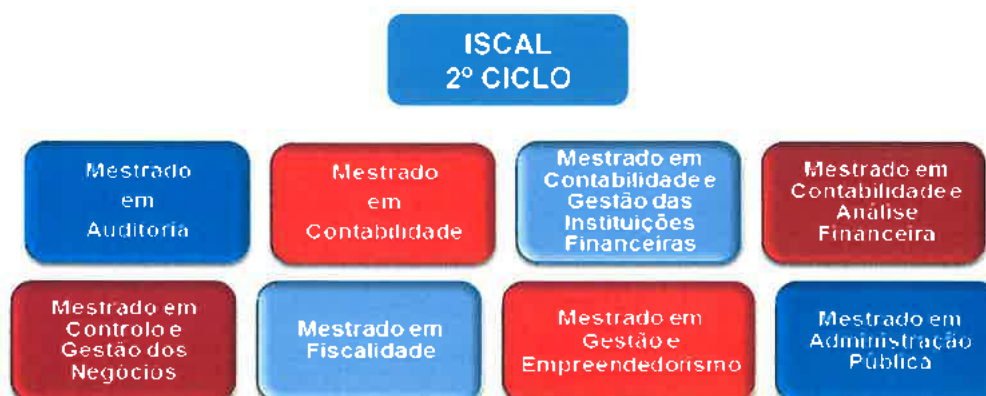 ISCAL
2º CICLO
Mestrado
em
Auditoria
Mestrado
em
Contabilidade
Mestrado em
Contabilidade e
Gestão das
Instituições
Financeiras
Mestrado em
Contabilidade e
Análise
Financeira
Mestrado em
Controlo e
Gestão dos
Negócios
Mestrado em
Fiscalidade
Mestrado em
Gestão e
Empreendedorismo
Mestrado em
Administração
Pública